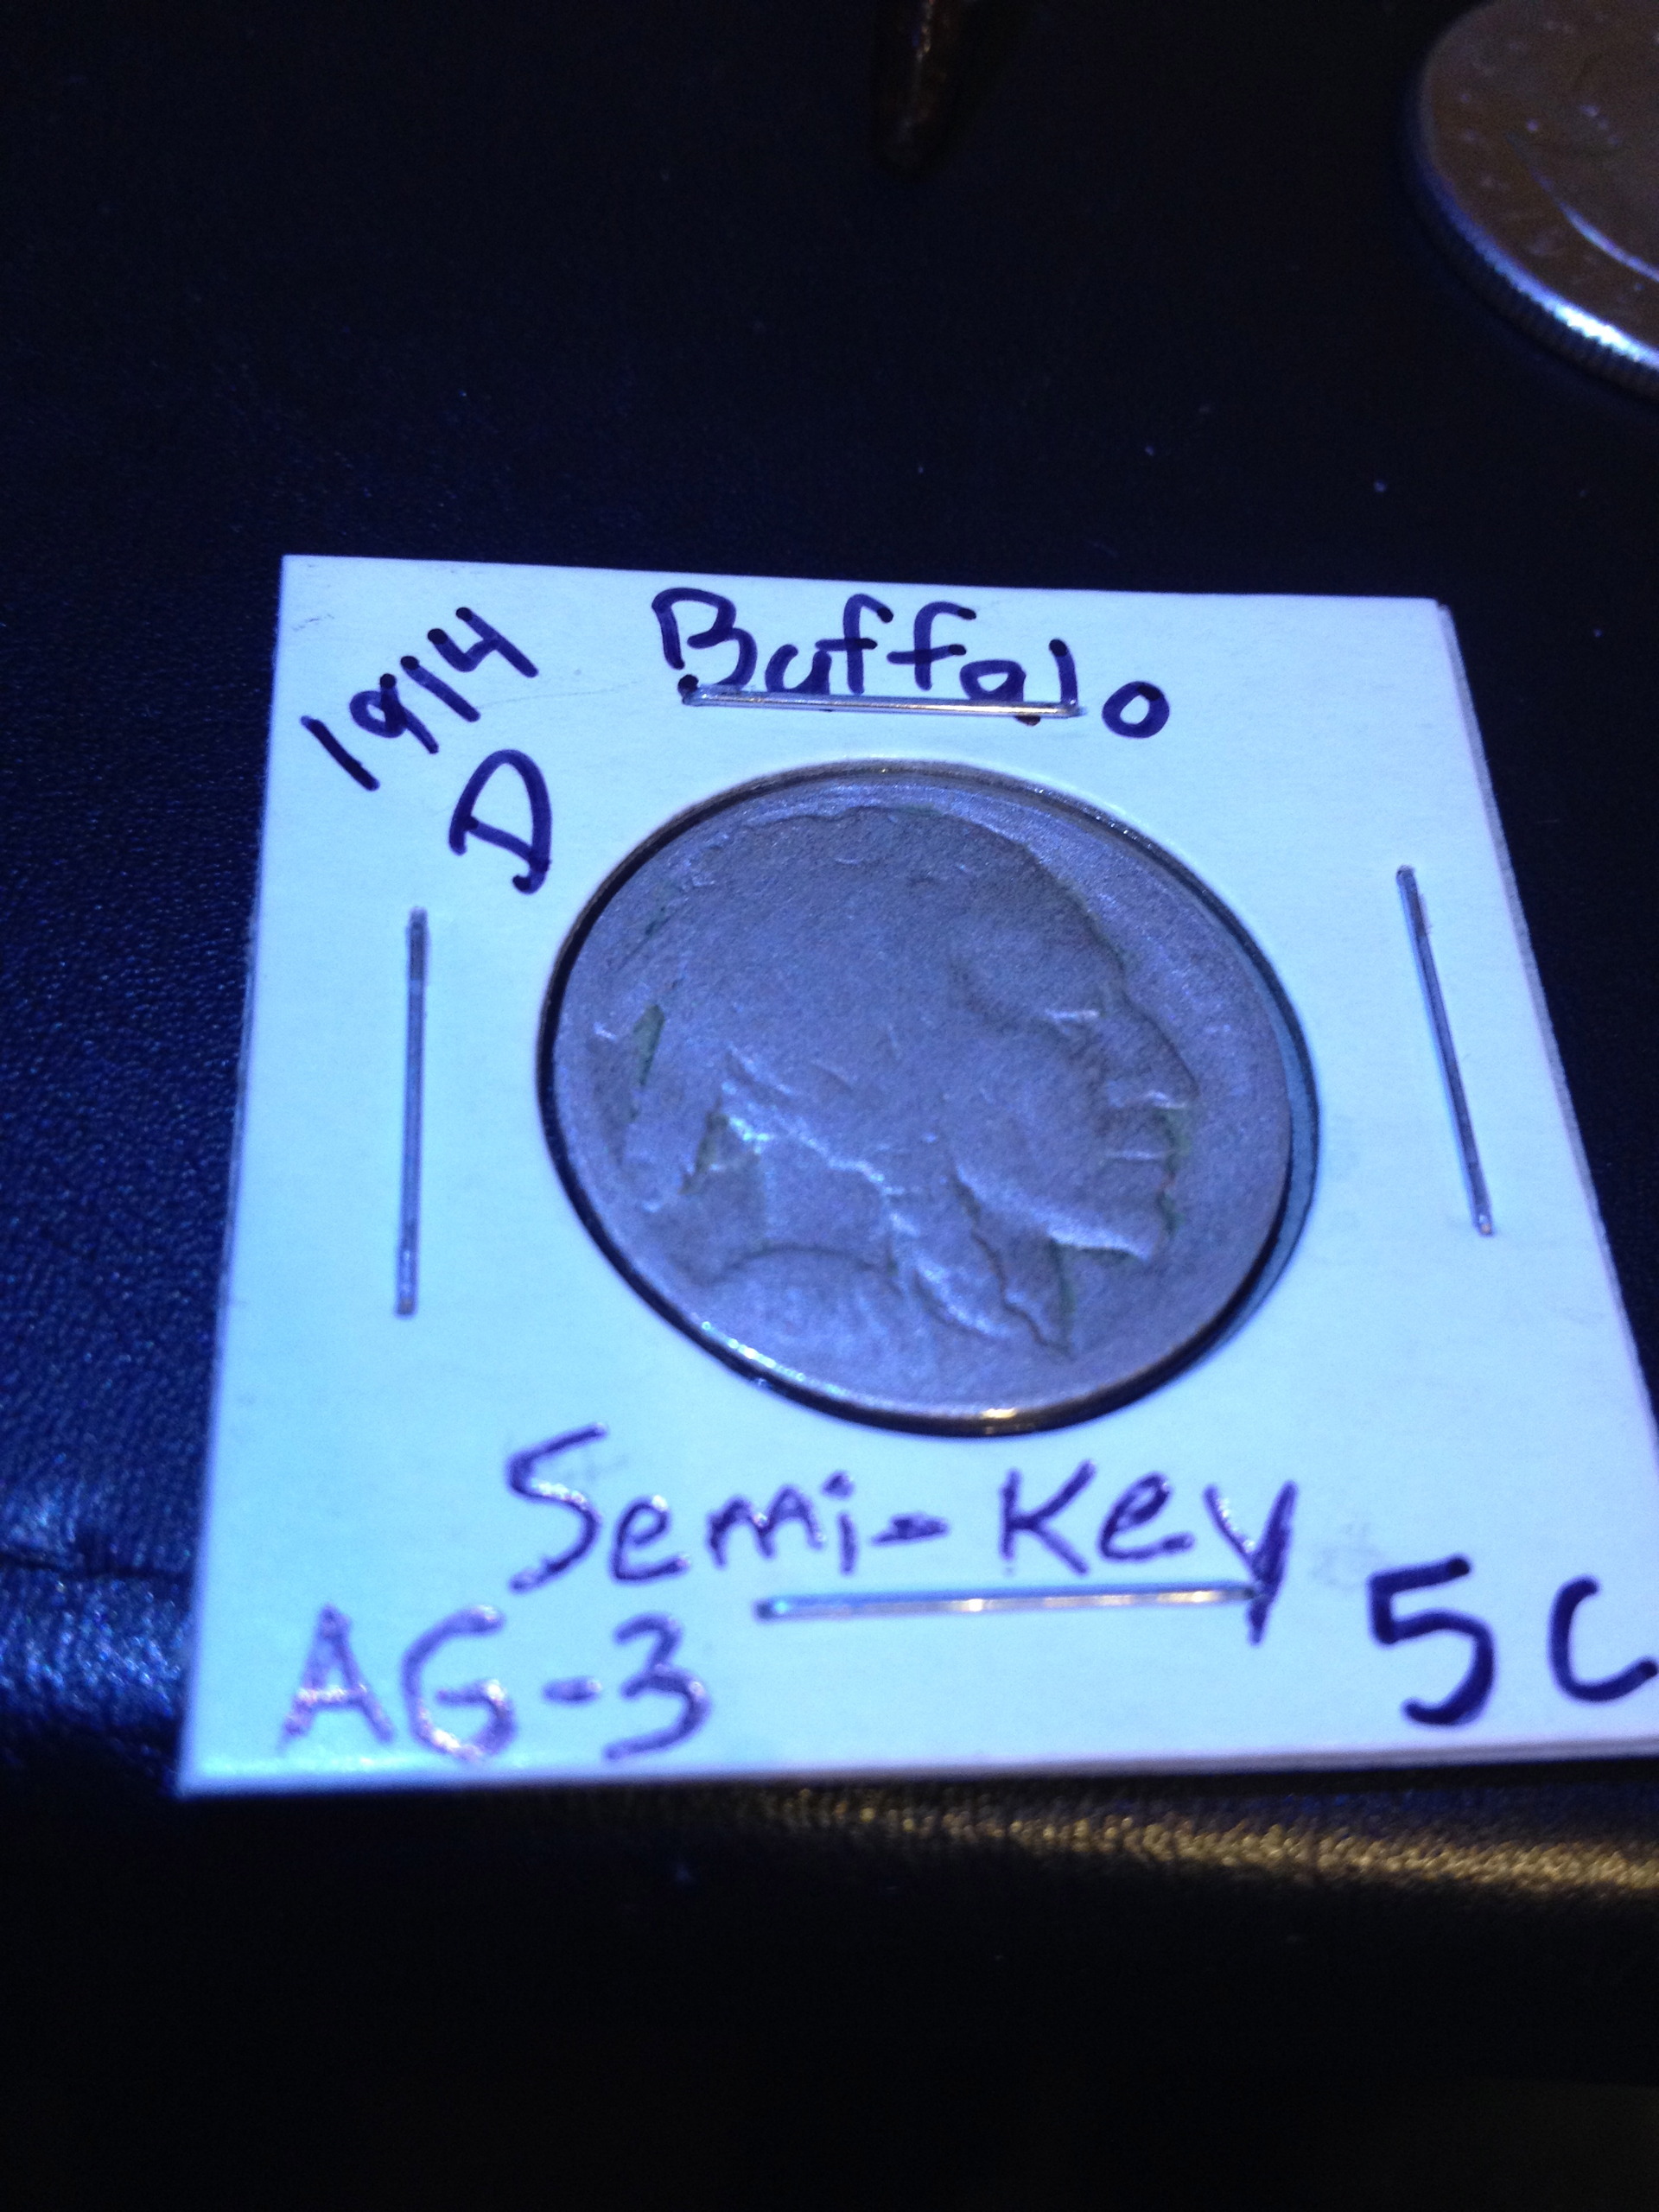 1914 Buffalo
D
Semi-Key
AG-3 5C